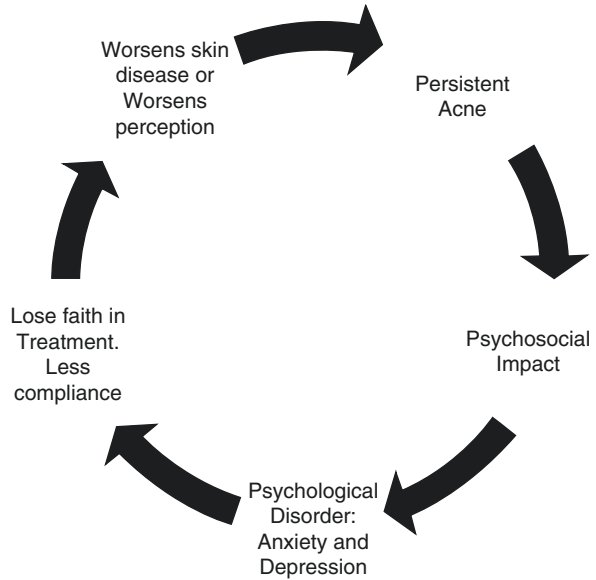 Worsens skin
disease or
Worsens
perception
Persistent
Acne
Psychosocial
Impact
Psychological
Disorder:
Anxiety and
Depression
Lose faith in
Treatment.
Less
compliance